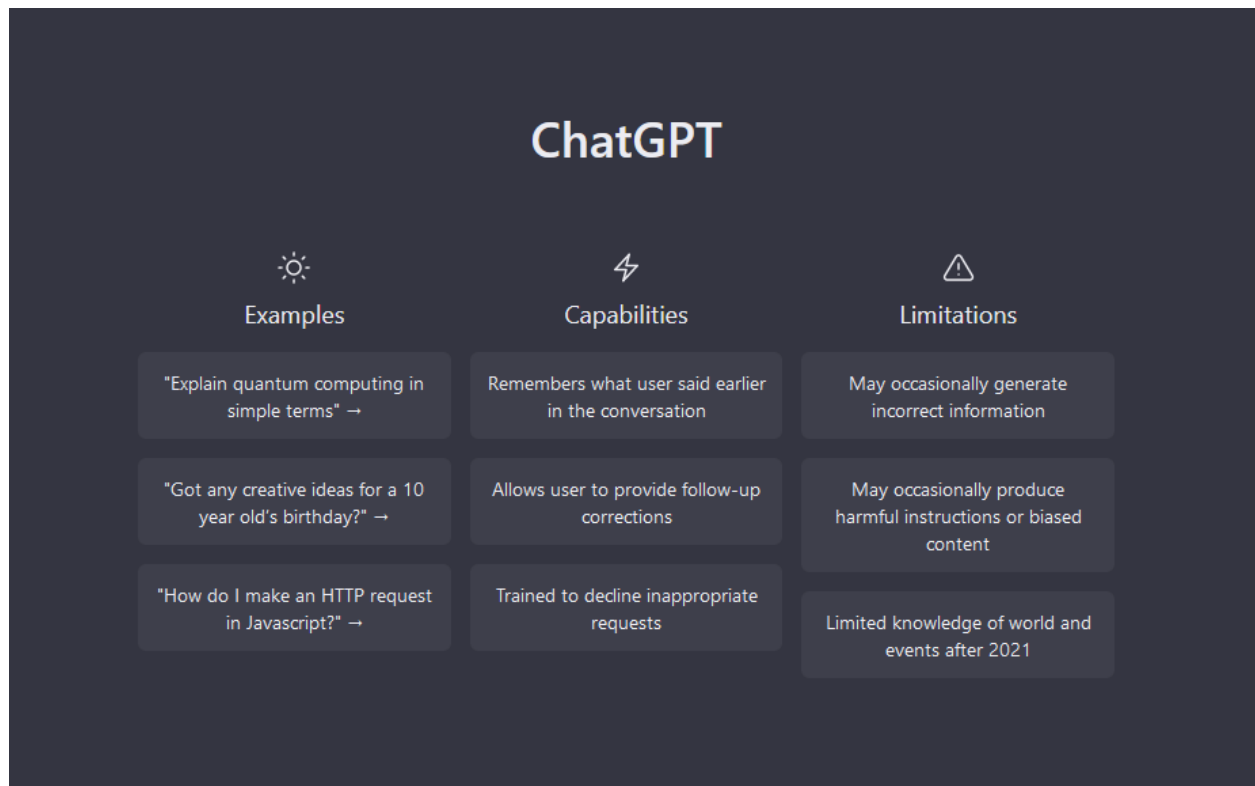 ChatGPT
Examples
"Explain quantum computing in
simple terms" →
"Got any creative ideas for a 10
year old's birthday?" →
"How do I make an HTTP request
in Javascript?" →
Capabilities
Remembers what user said earlier
in the conversation
Allows user to provide follow-up
corrections
Trained to decline inappropriate
requests
Limitations
May occasionally generate
incorrect information
May occasionally produce
harmful instructions or biased
content
Limited knowledge of world and
events after 2021